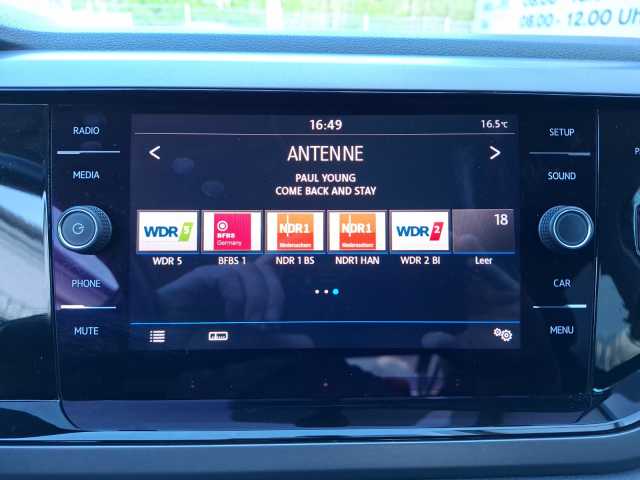 08:00 - 12.00 Uh
16:49
16.5°C
RADIO
MEDIA
PHONE
MUTE
SETUP
SOUND
CAR
MENU
< ANTENNE >
PAUL YOUNG
COME BACK AND STAY
WDR 5
BFBS
Germany
NDR1
Niedersachsen
NDR1
Niedersachsen
WDR 2
18
WDR 5
BFBS 1
NDR 1 BS
NDR1 HAN
WDR 2 BI
Leer